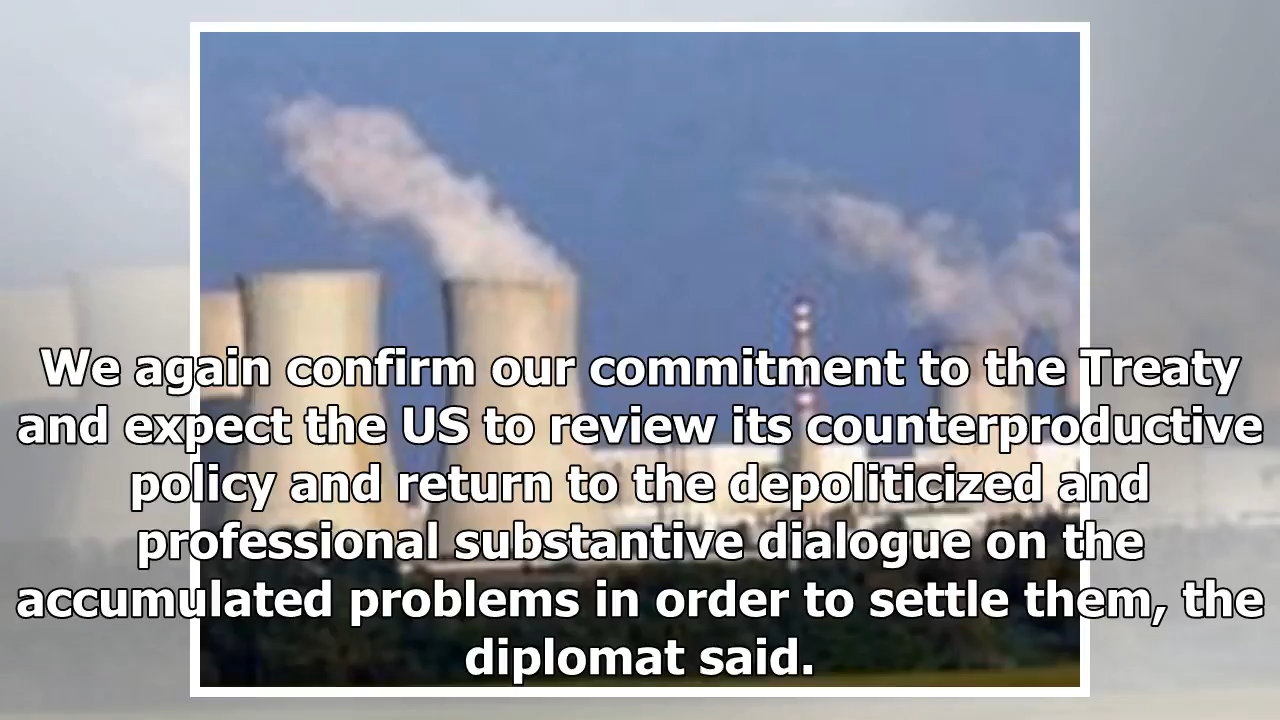 We again confirm our commitment to the Treaty
and expect the US to review its counterproductive
policy and return to the depoliticized and
professional substantive dialogue on the
accumulated problems in order to settle them, the
diplomat said.